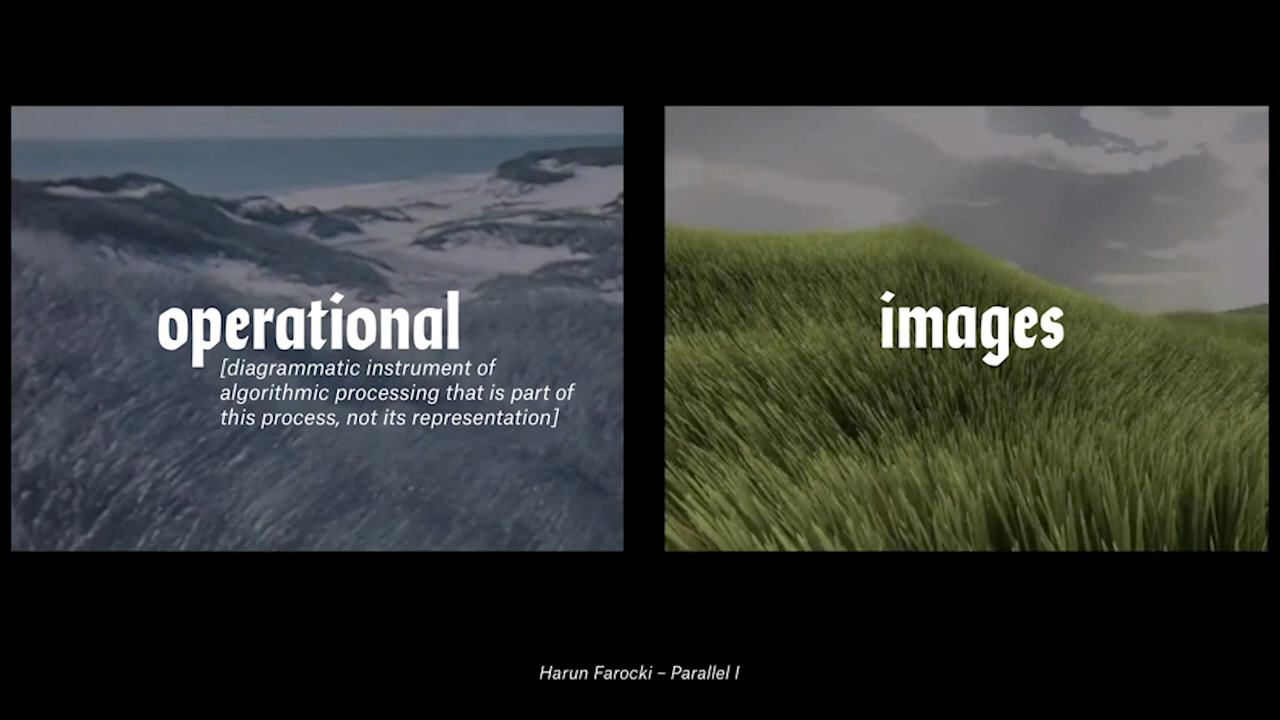 operational
[diagrammatic instrument of
algorithmic processing that is part of
this process, not its representation]
images
Harun Farocki – Parallel I